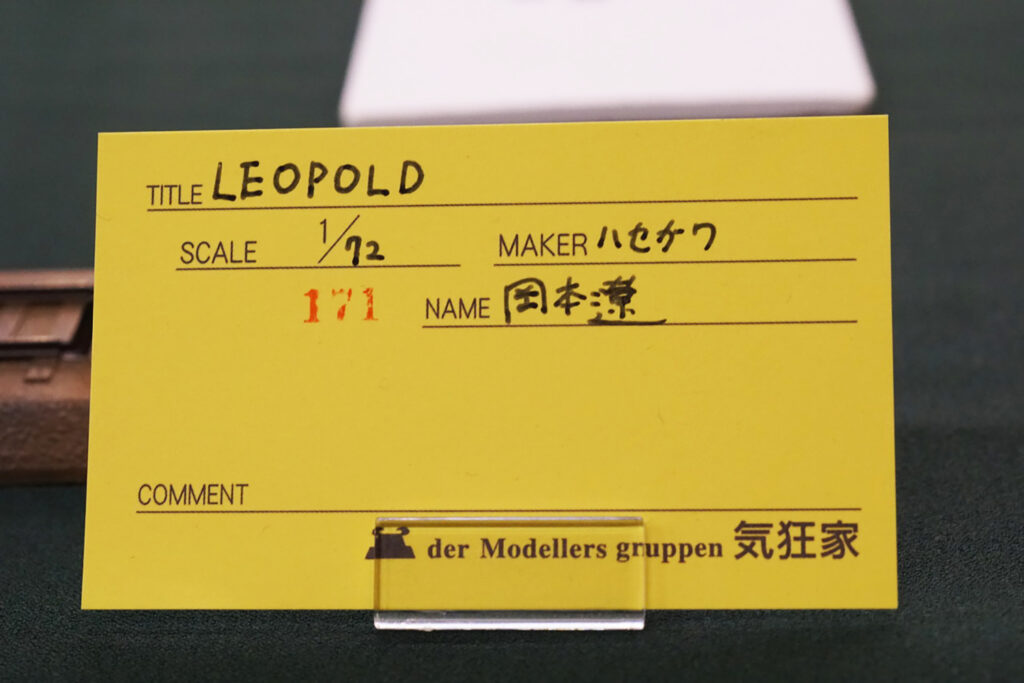 TITLE LEOPOLD
SCALE 1/72 MAKER ハセガワ
171 NAME 岡本遼
COMMENT
der Modellers gruppen 気狂家